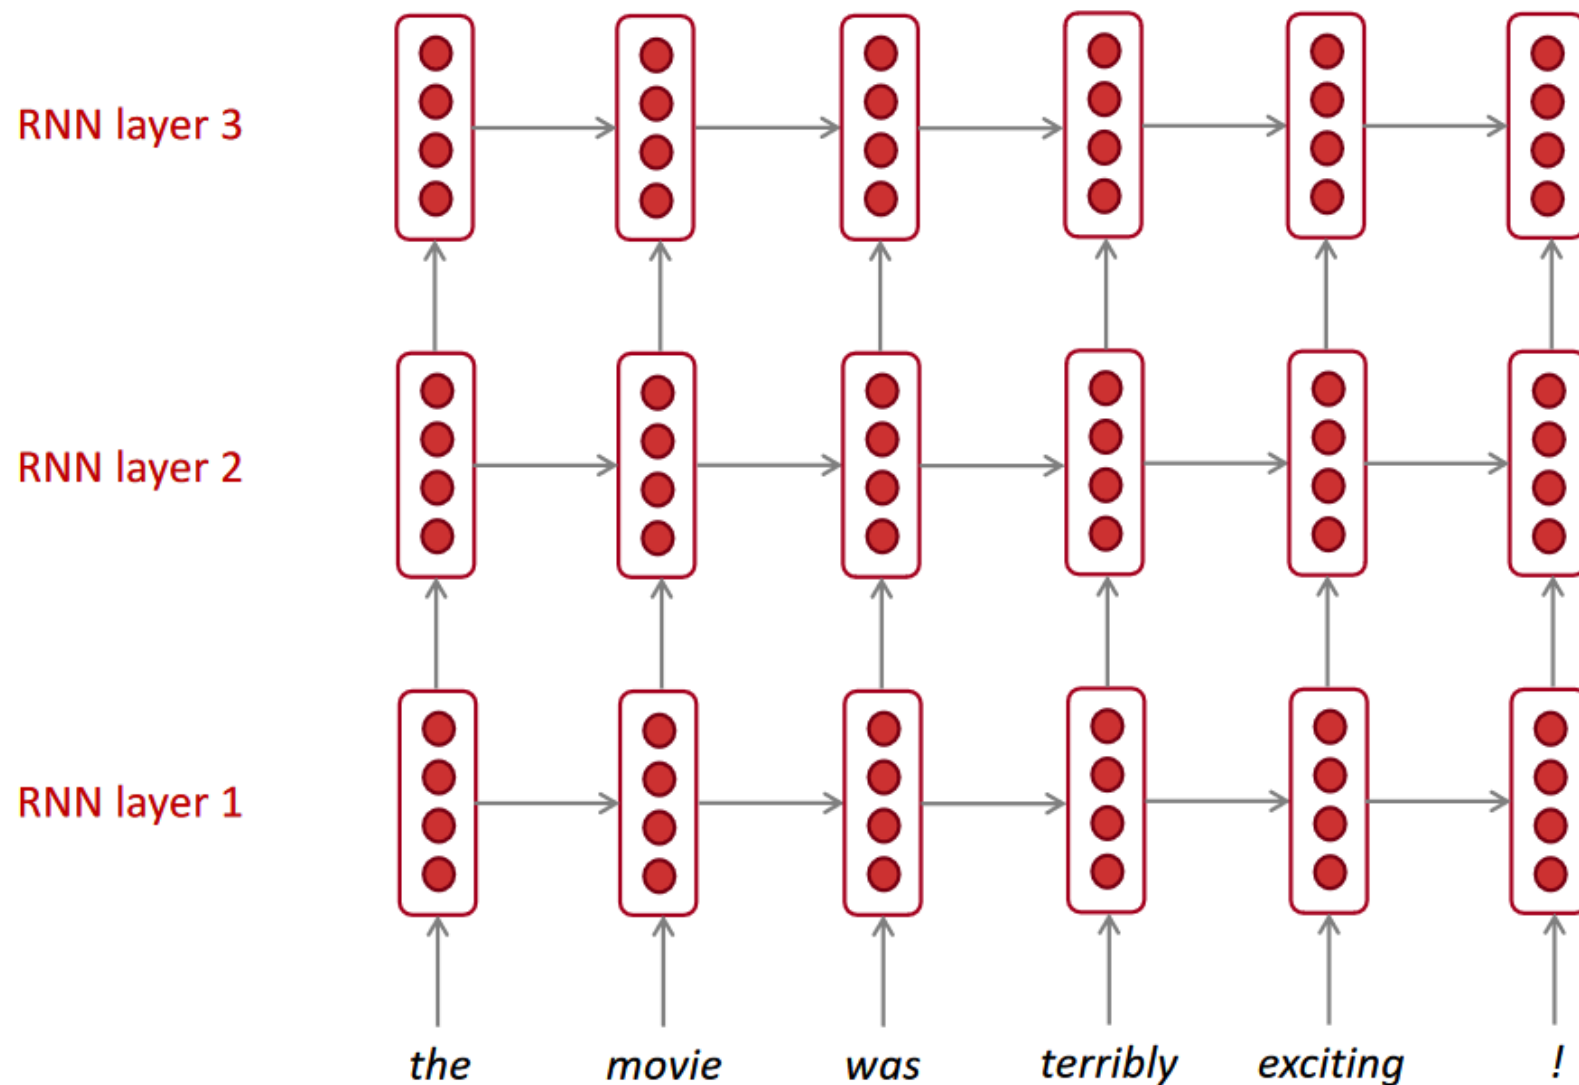 RNN layer 3
RNN layer 2
RNN layer 1
the movie was terribly exciting !